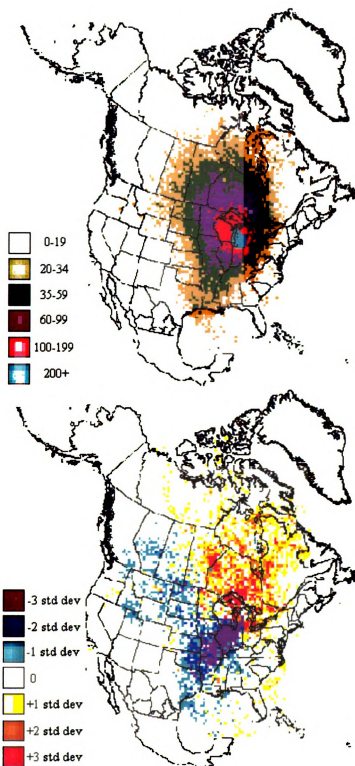 0-19
20-34
35-59
60-99
100-199
200+
-3 std dev
-2 std dev
-1 std dev
0
+1 std dev
+2 std dev
+3 std dev